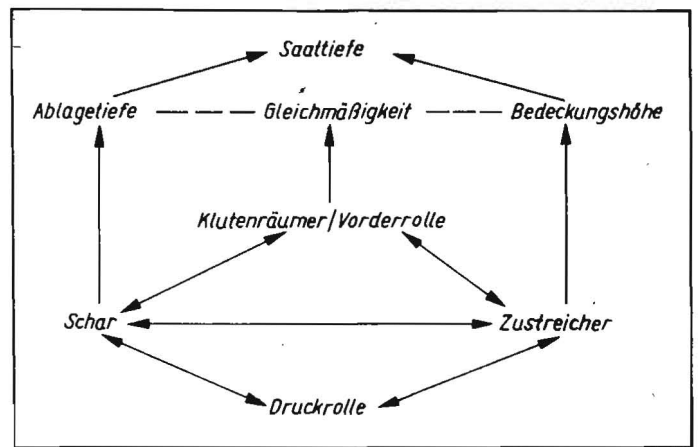 Saattiefe
Ablagetiefe Gleichmäßigkeit Bedeckungshöhe
Klutenräumer/Vorderrolle
Schar Zustreicher
Druckrolle